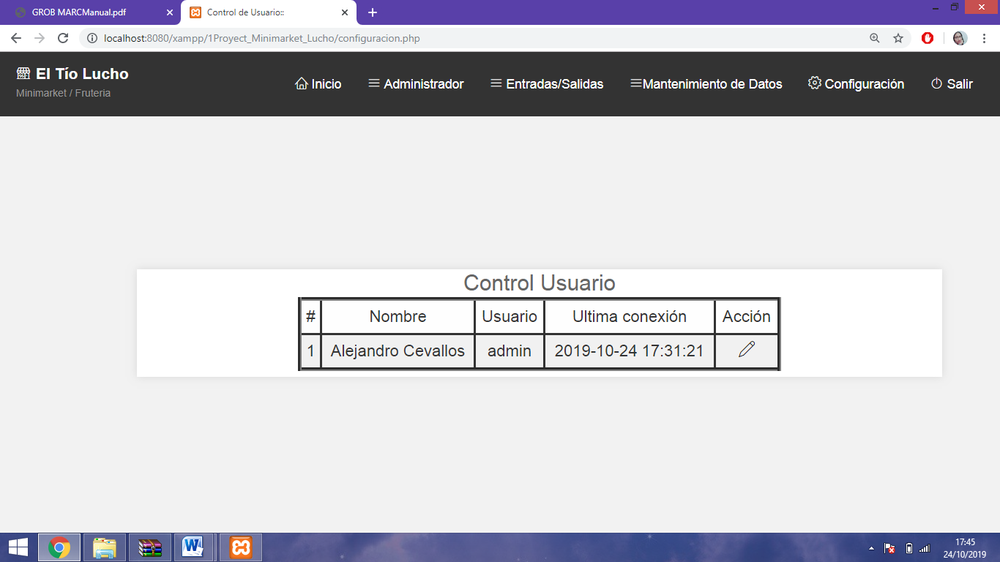 GROB MARCManual.pdf
Control de Usuario::
localhost:8080/xampp/1Proyect_Minimarket_Lucho/configuracion.php
El Tío Lucho
Minimarket / Fruteria
Inicio
Administrador
Entradas/Salidas
Mantenimiento de Datos
Configuración
Salir
Control Usuario
# Nombre Usuario Ultima conexión Acción
1 Alejandro Cevallos admin 2019-10-24 17:31:21
17:45
24/10/2019